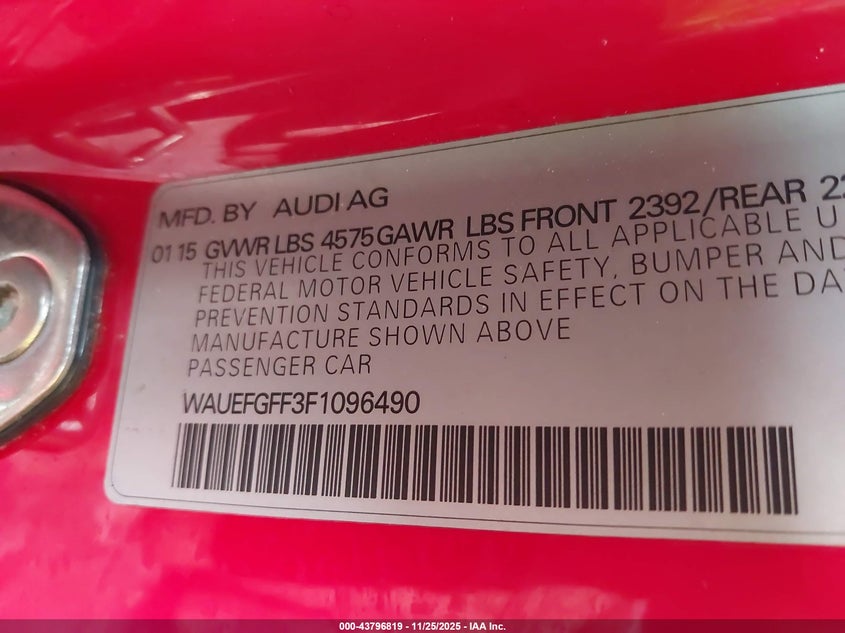 MFD. BY AUDI AG
01 15 GVWR LBS 4575 GAWR LBS FRONT 2392/REAR
THIS VEHICLE CONFORMS TO ALL APPLICABLE
FEDERAL MOTOR VEHICLE SAFETY, BUMPER AND
PREVENTION STANDARDS IN EFFECT ON THE
MANUFACTURE SHOWN ABOVE
PASSENGER CAR
WAUEFGFF3F1096490
000-43796819 - 11/25/2025 - IAA Inc.